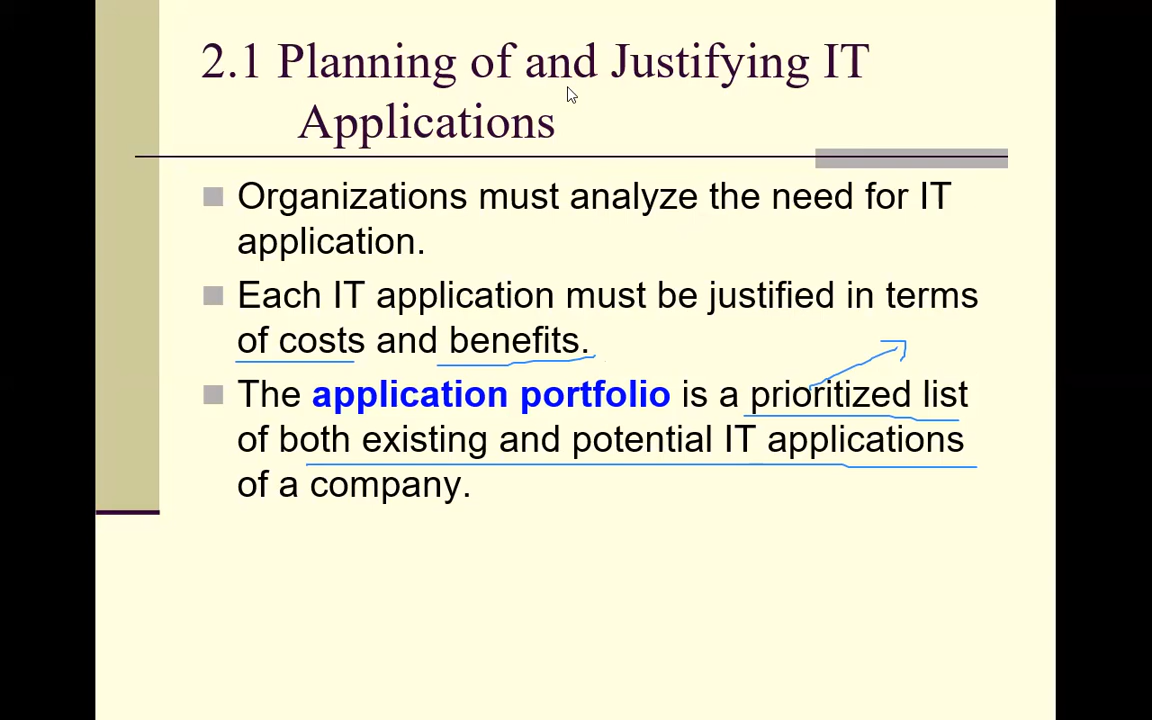 2.1 Planning of and Justifying IT
Applications
Organizations must analyze the need for IT
application.
Each IT application must be justified in terms
of costs and benefits.
The application portfolio is a prioritized list
of both existing and potential IT applications
of a company.